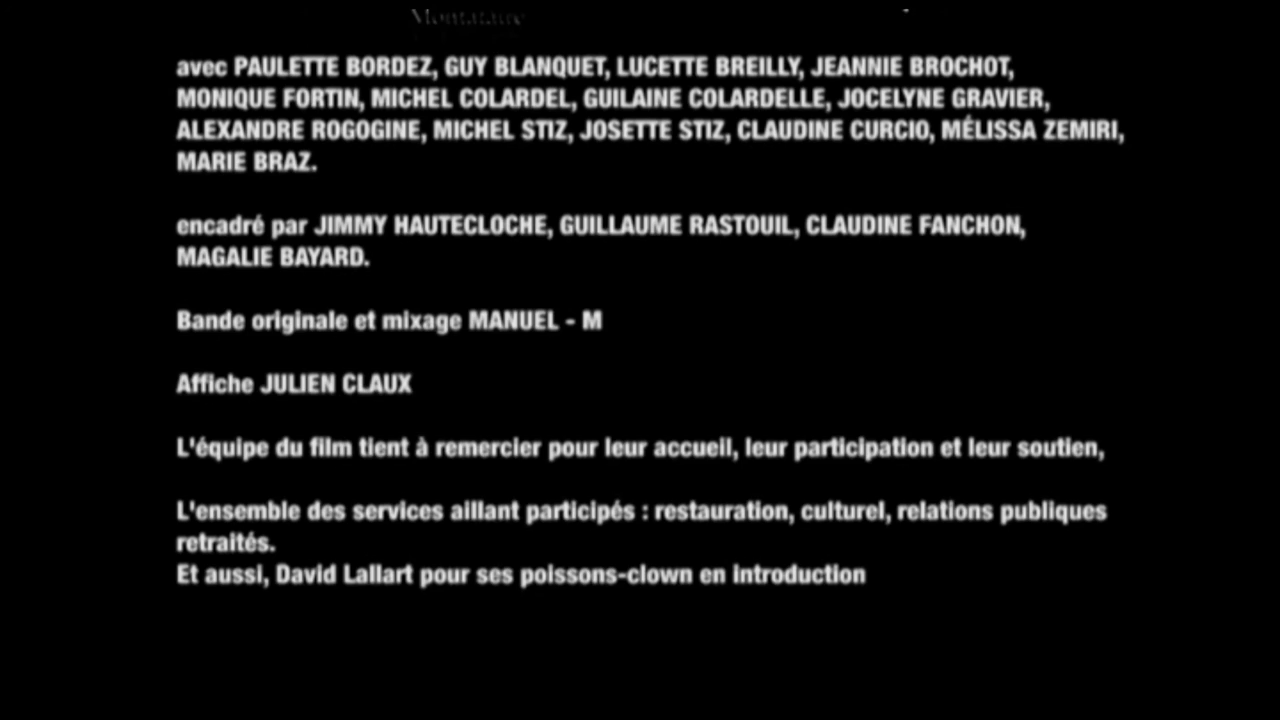 Montataire
avec PAULETTE BORDEZ, GUY BLANQUET, LUCETTE BREILLY, JEANNIE BROCHOT,
MONIQUE FORTIN, MICHEL COLARDEL, GUILAINE COLARDELLE, JOCELYNE GRAVIER,
ALEXANDRE ROGOGINE, MICHEL STIZ, JOSETTE STIZ, CLAUDINE CURCIO, MÉLISSA ZEMIRI,
MARIE BRAZ.
encadré par JIMMY HAUTECLOCHE, GUILLAUME RASTOUIL, CLAUDINE FANCHON,
MAGALIE BAYARD.
Bande originale et mixage MANUEL - M
Affiche JULIEN CLAUX
L'équipe du film tient à remercier pour leur accueil, leur participation et leur soutien,
L'ensemble des services aillant participés : restauration, culturel, relations publiques
retraités.
Et aussi, David Lallart pour ses poissons-clown en introduction